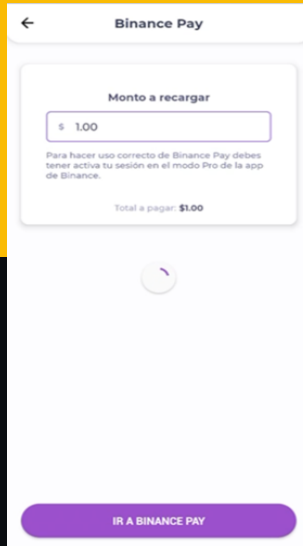 Binance Pay
Monto a recargar
$ 1.00
Para hacer uso correcto de Binance Pay debes
tener activa tu sesión en el modo Pro de la app
de Binance.
Total a pagar: $1.00
IR A BINANCE PAY